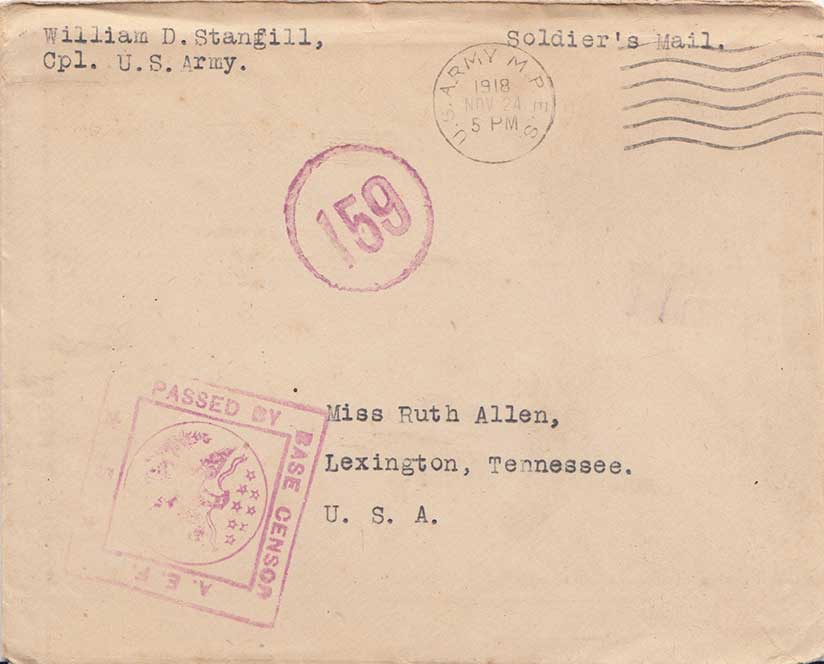 William D. Stanfill,
Cpl. U.S. Army.
Soldier's Mail.
U.S. ARMY M.P.E.S.
1918
NOV 24
5 PM
159
PASSED BY
BASE CENSOR
A.E.F.
Miss Ruth Allen,
Lexington, Tennessee.
U. S. A.